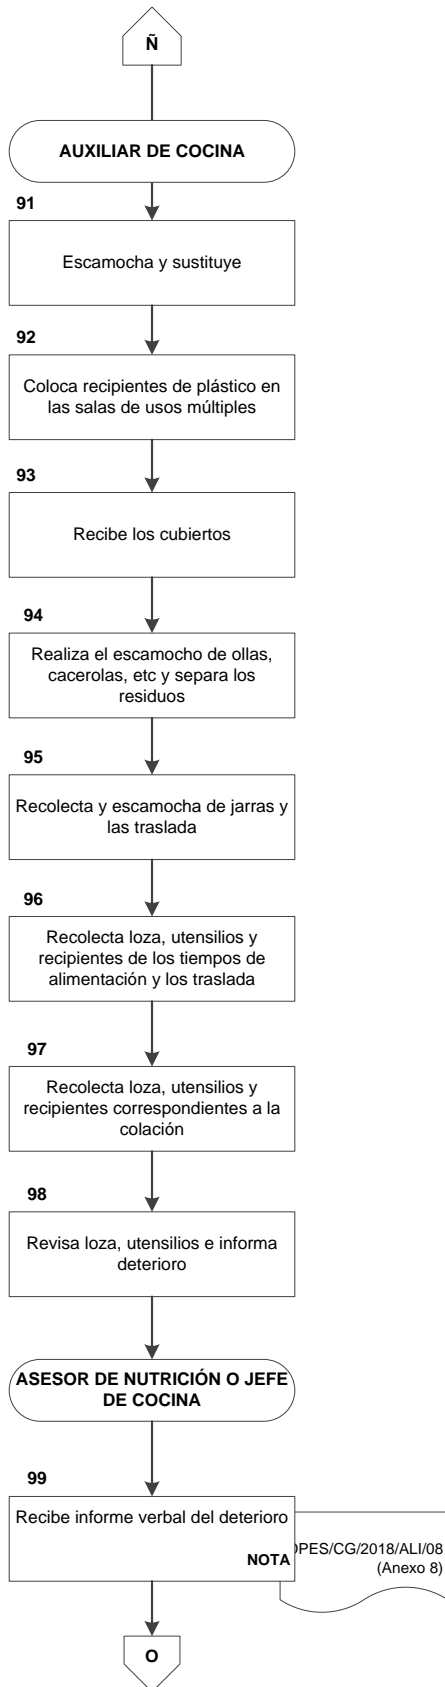 Ñ
AUXILIAR DE COCINA
91
Escamocha y sustituye
92
Coloca recipientes de plástico en
las salas de usos múltiples
93
Recibe los cubiertos
94
Realiza el escamocho de ollas,
cacerolas, etc y separa los
residuos
95
Recolecta y escamocha de jarras y
las traslada
96
Recolecta loza, utensilios y
recipientes de los tiempos de
alimentación y los traslada
97
Recolecta loza, utensilios y
recipientes correspondientes a la
colación
98
Revisa loza, utensilios e informa
deterioro
ASESOR DE NUTRICIÓN O JEFE
DE COCINA
99
Recibe informe verbal del deterioro
NOTA
PES/CG/2018/ALI/08
(Anexo 8)
O